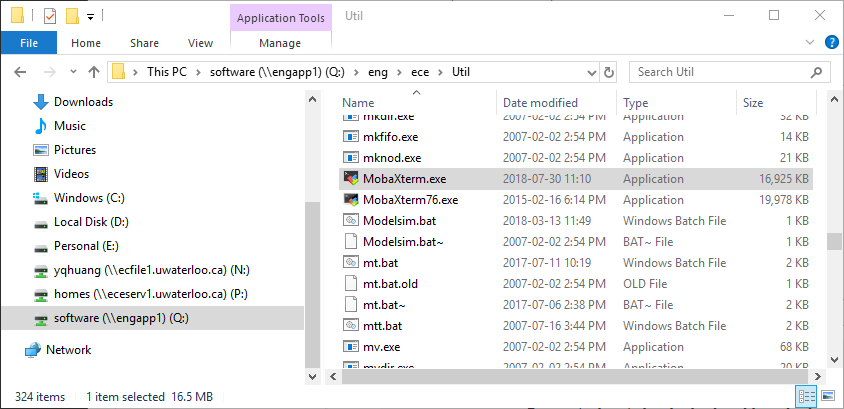 Application Tools Util
File Home Share View Manage
This PC software (\\engapp1) (Q:) eng ece Util Search Util
Downloads
Music
Pictures
Videos
Windows (C:)
Local Disk (D:)
Personal (E:)
yqhuang (\\ecfile1.uwaterloo.ca) (N:)
homes (\\eceserv1.uwaterloo.ca) (P:)
software (\\engapp1) (Q:)
Network
Name Date modified Type Size
mkdir.exe 2007-02-02 2:54 PM Application 32 KB
mkfifo.exe 2007-02-02 2:54 PM Application 14 KB
mknod.exe 2007-02-02 2:54 PM Application 21 KB
MobaXterm.exe 2018-07-30 11:10 Application 16,925 KB
MobaXterm76.exe 2015-02-16 6:14 PM Application 19,978 KB
Modelsim.bat 2018-03-13 11:49 Windows Batch File 1 KB
Modelsim.bat~ 2007-02-02 2:54 PM BAT~ File 1 KB
mt.bat 2017-07-11 10:19 Windows Batch File 2 KB
mt.bat.old 2007-02-02 2:54 PM OLD File 1 KB
mt.bat~ 2017-07-06 2:38 PM BAT~ File 2 KB
mtt.bat 2007-07-16 3:44 PM Windows Batch File 2 KB
mv.exe 2007-02-02 2:54 PM Application 68 KB
mvdir.exe 2007-02-02 2:54 PM Application 20 KB
324 items 1 item selected 16.5 MB